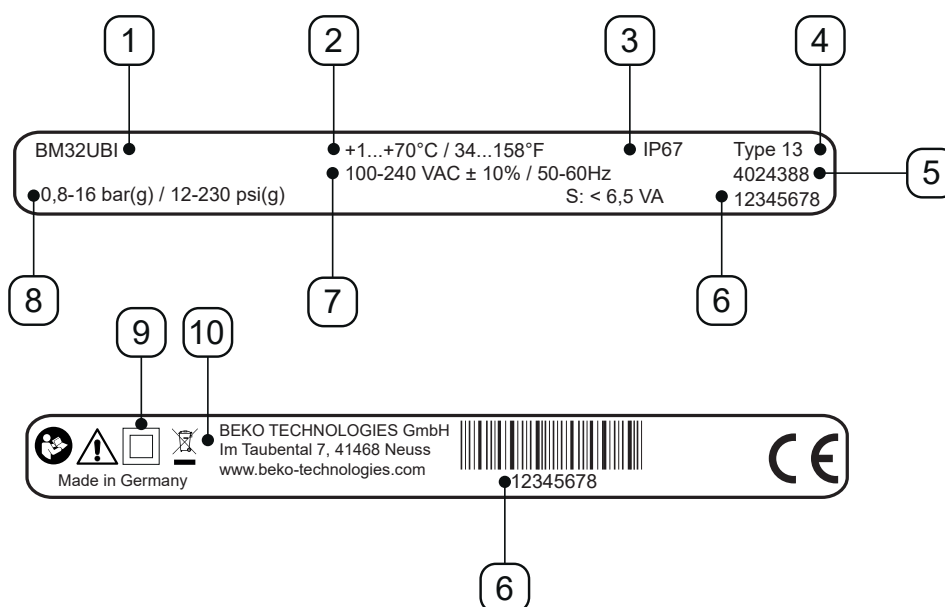 1 2 3 4
BM32UBI +1...+70°C / 34...158°F IP67 Type 13
100-240 VAC ± 10% / 50-60Hz 4024388 5
0,8-16 bar(g) / 12-230 psi(g) S: < 6,5 VA 12345678
8 7 6
9 10
BEKO TECHNOLOGIES GmbH
Im Taubental 7, 41468 Neuss
www.beko-technologies.com
Made in Germany
12345678
CE
6